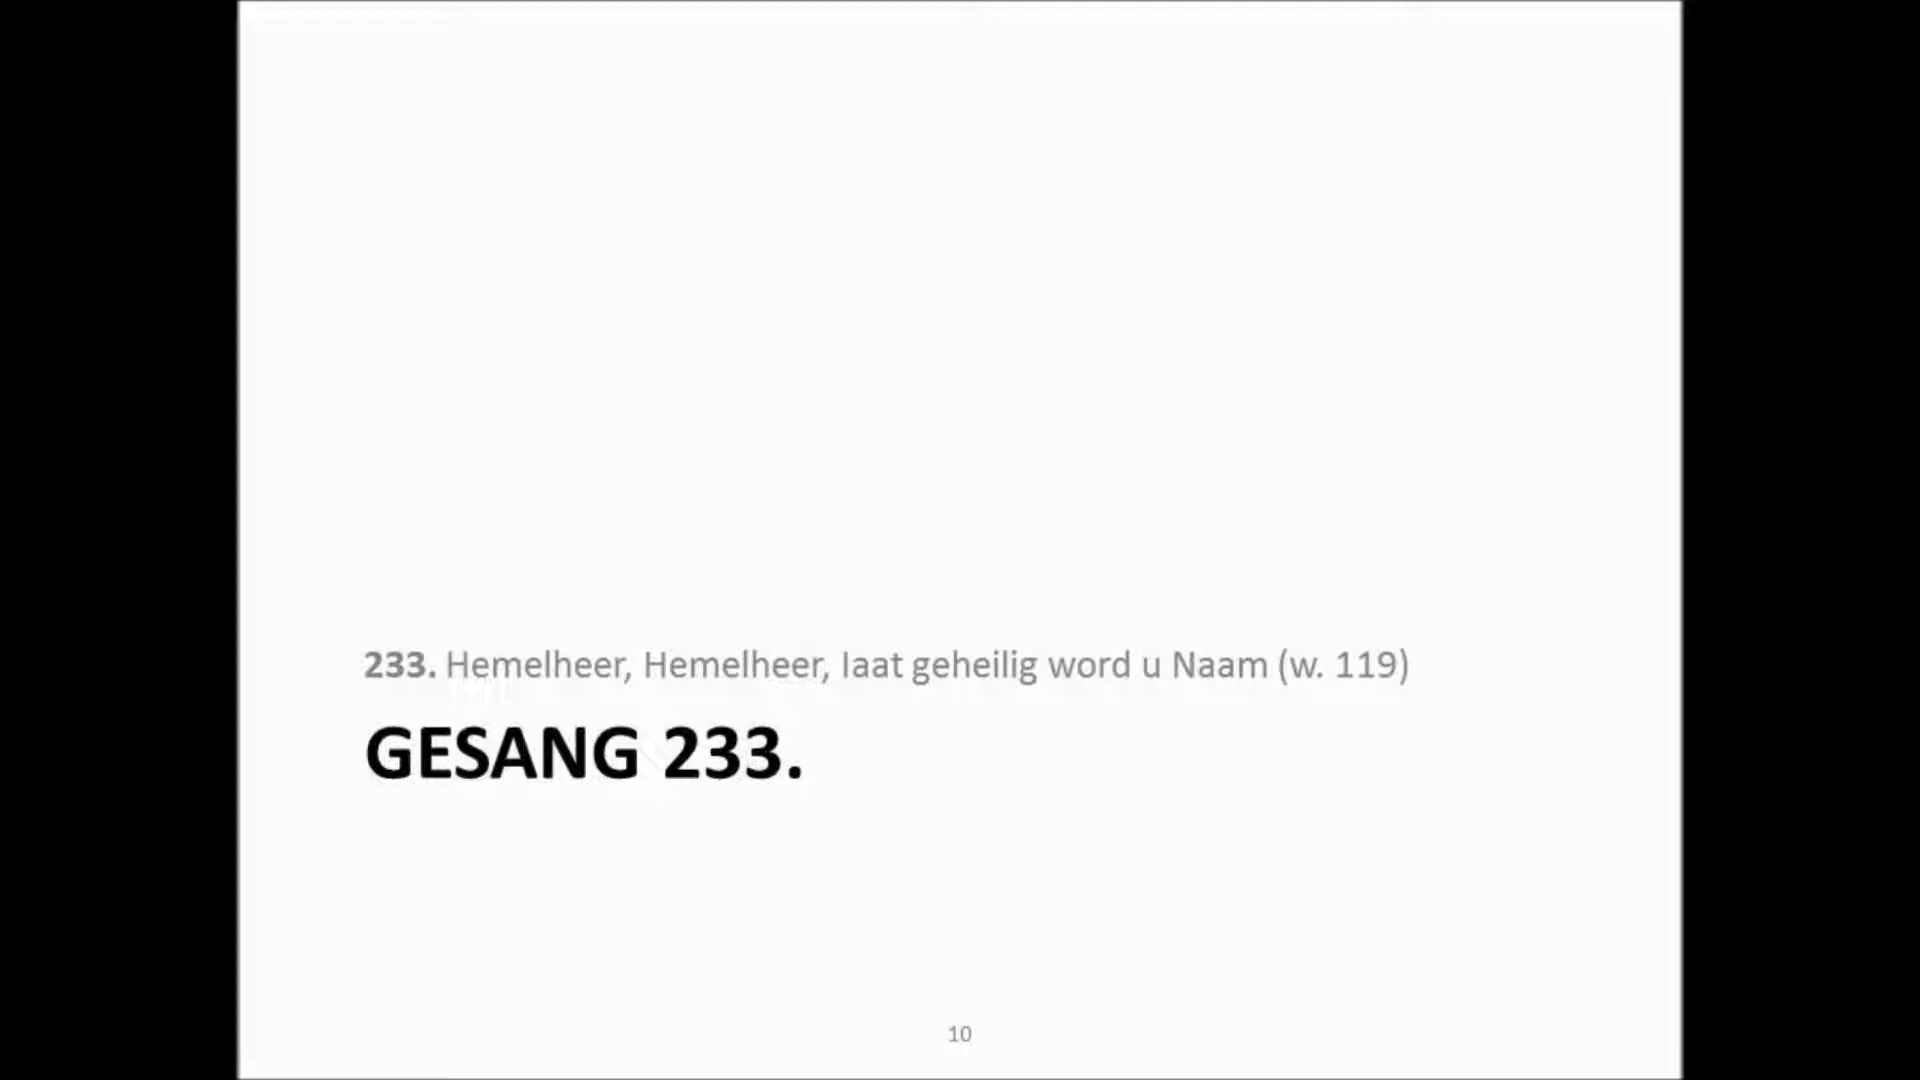 233. Hemelheer, Hemelheer, laat geheilig word u Naam (w. 119)
GESANG 233.
10